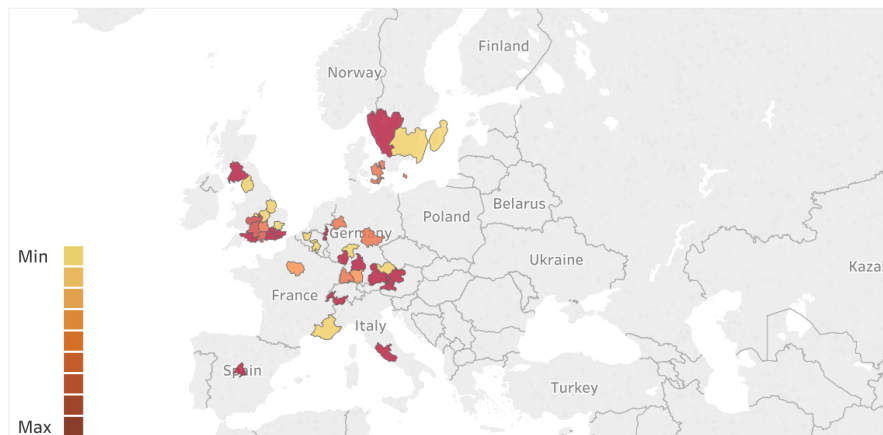 Finland
Norway
Belarus
Poland
Germany
Min
Ukraine
Kaza
France
Italy
Spain
Turkey
Max